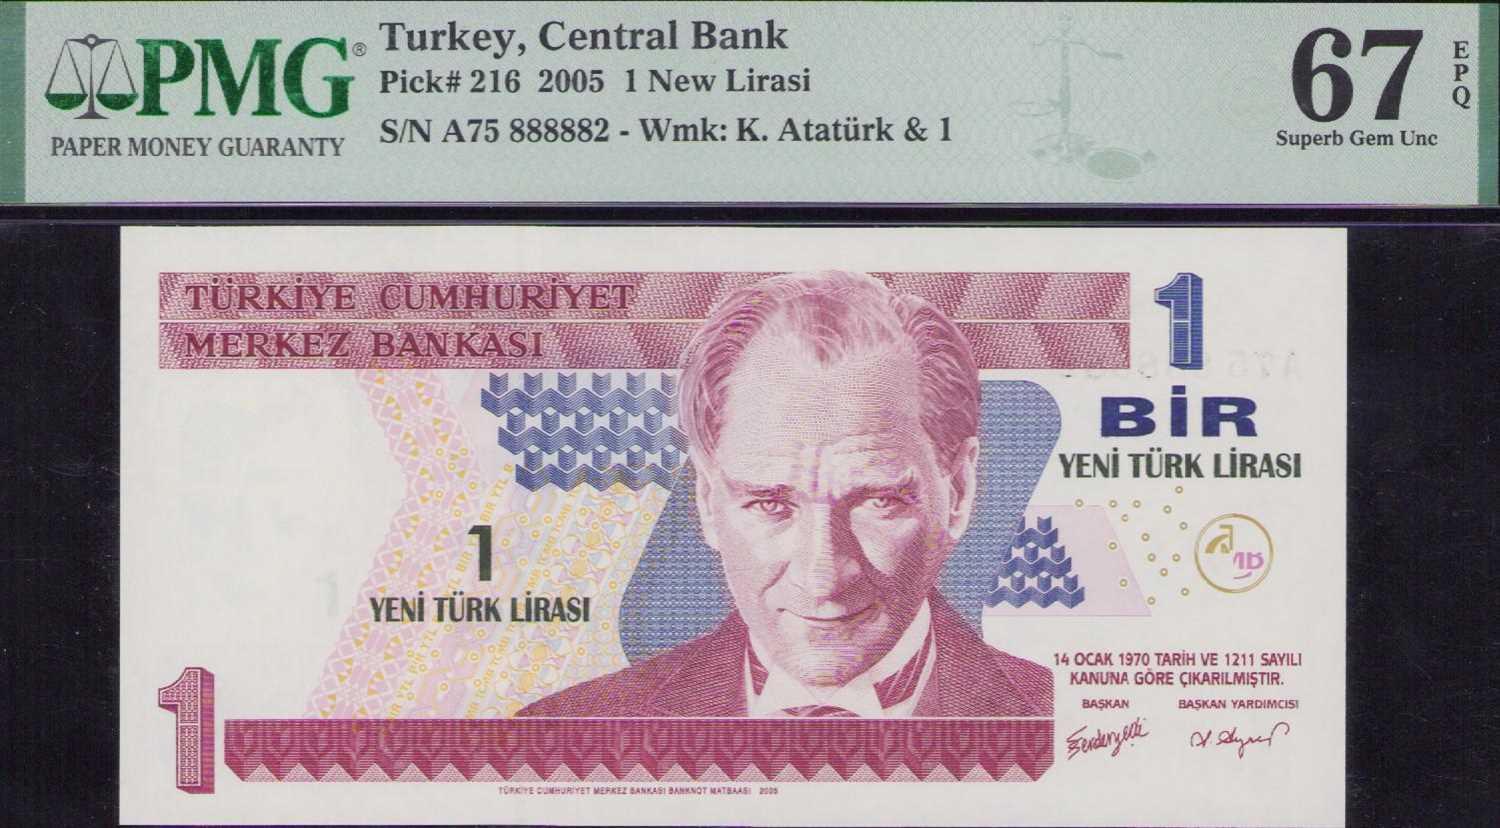 PMG®
PAPER MONEY GUARANTY
Turkey, Central Bank
Pick# 216 2005 1 New Lirasi
S/N A75 888882 - Wmk: K. Atatürk & 1
67
EPQ
Superb Gem Unc
TÜRKİYE CUMHURİYET
MERKEZ BANKASI
1
BİR
YENİ TÜRK LİRASI
1
YENİ TÜRK LİRASI
14 OCAK 1970 TARİH VE 1211 SAYILI
KANUNA GÖRE ÇIKARILMIŞTIR.
BAŞKAN BAŞKAN YARDIMCISI
1
TÜRKİYE CUMHURİYET MERKEZ BANKASI BANKNOT MATBAASI 2005